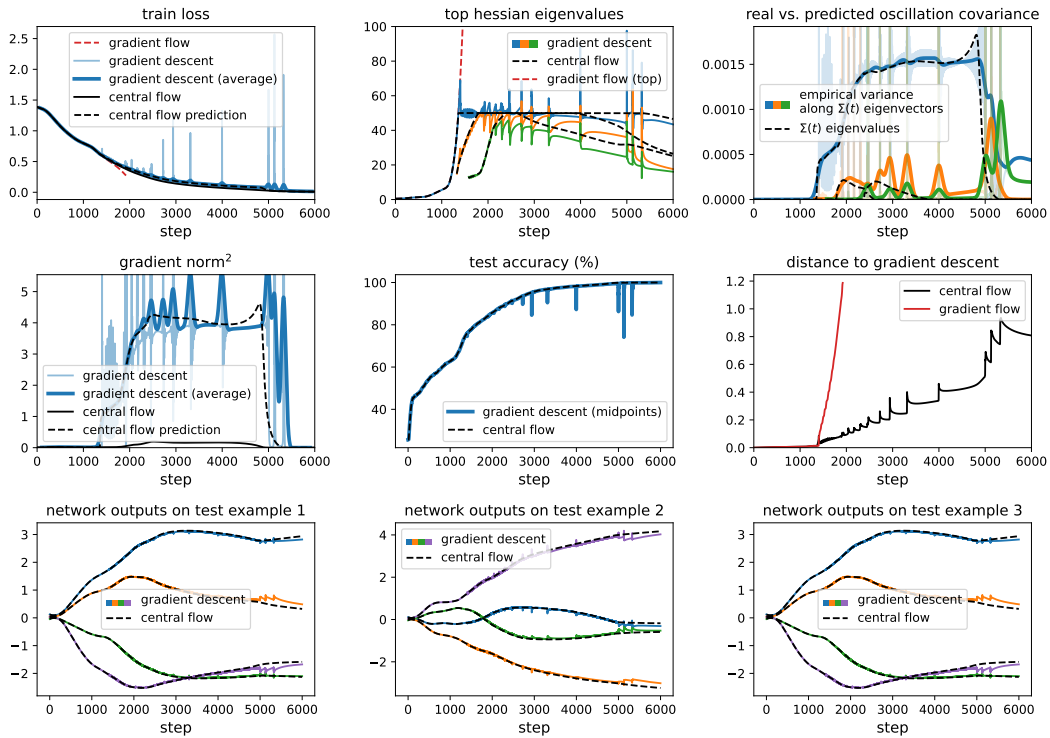 train loss
2.5
2.0
1.5
1.0
0.5
0.0
gradient flow
gradient descent
gradient descent (average)
central flow
central flow prediction
0 1000 2000 3000 4000 5000 6000
step
top hessian eigenvalues
100
80
60
40
20
0
gradient descent
central flow
gradient flow (top)
0 1000 2000 3000 4000 5000 6000
step
real vs. predicted oscillation covariance
0.0015
0.0010
0.0005
0.0000
empirical variance
along Σ(t) eigenvectors
Σ(t) eigenvalues
0 1000 2000 3000 4000 5000 6000
step
gradient norm²
5
4
3
2
1
0
gradient descent
gradient descent (average)
central flow
central flow prediction
0 1000 2000 3000 4000 5000 6000
step
test accuracy (%)
100
80
60
40
gradient descent (midpoints)
central flow
0 1000 2000 3000 4000 5000 6000
step
distance to gradient descent
1.2
1.0
0.8
0.6
0.4
0.2
0.0
central flow
gradient flow
0 1000 2000 3000 4000 5000 6000
step
network outputs on test example 1
3
2
1
0
−1
−2
gradient descent
central flow
0 1000 2000 3000 4000 5000 6000
step
network outputs on test example 2
4
2
0
−2
gradient descent
central flow
0 1000 2000 3000 4000 5000 6000
step
network outputs on test example 3
3
2
1
0
−1
−2
gradient descent
central flow
0 1000 2000 3000 4000 5000 6000
step